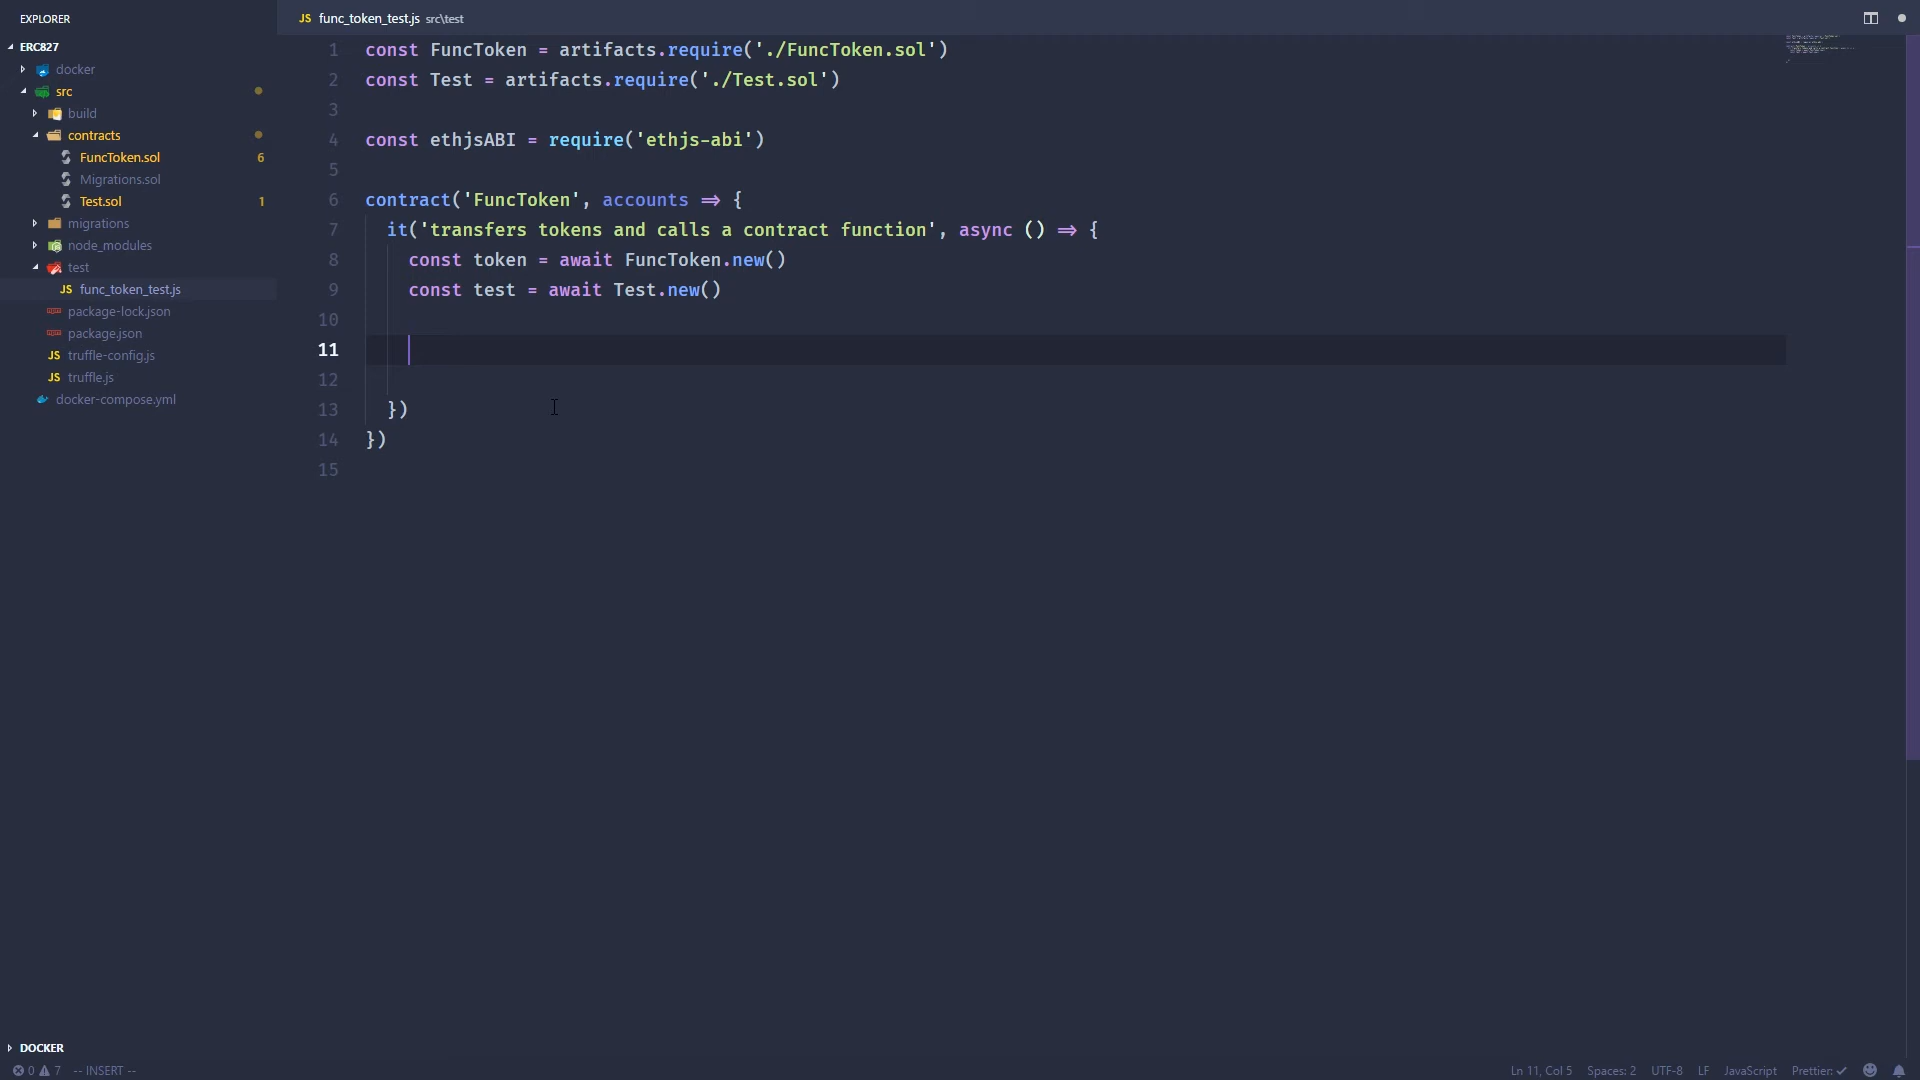 EXPLORER
ERC827
docker
src
build
contracts
FuncToken.sol 6
Migrations.sol
Test.sol 1
migrations
node_modules
test
JS func_token_test.js
package-lock.json
package.json
JS truffle-config.js
JS truffle.js
docker-compose.yml
DOCKER
JS func_token_test.js src\test
1 const FuncToken = artifacts.require('./FuncToken.sol')
2 const Test = artifacts.require('./Test.sol')
3
4 const ethjsABI = require('ethjs-abi')
5
6 contract('FuncToken', accounts => {
7 it('transfers tokens and calls a contract function', async () => {
8 const token = await FuncToken.new()
9 const test = await Test.new()
10
11
12
13 })
14 })
15
0 7 -- INSERT --
Ln 11, Col 5 Spaces: 2 UTF-8 LF JavaScript Prettier: ✓